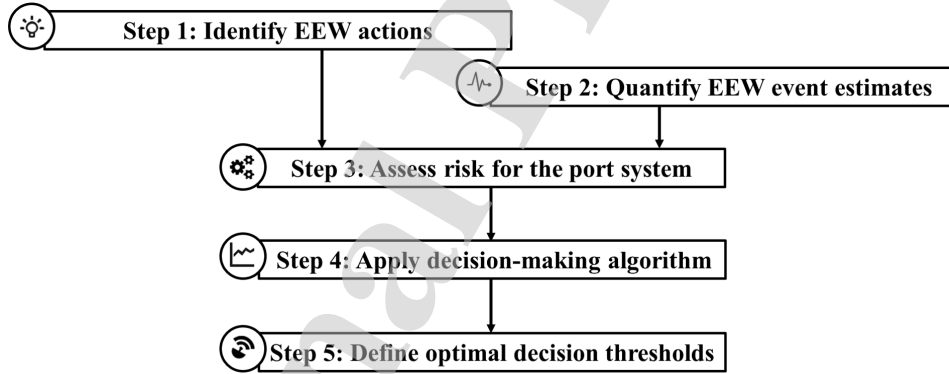 Step 1: Identify EEW actions
Step 2: Quantify EEW event estimates
Step 3: Assess risk for the port system
Step 4: Apply decision-making algorithm
Step 5: Define optimal decision thresholds